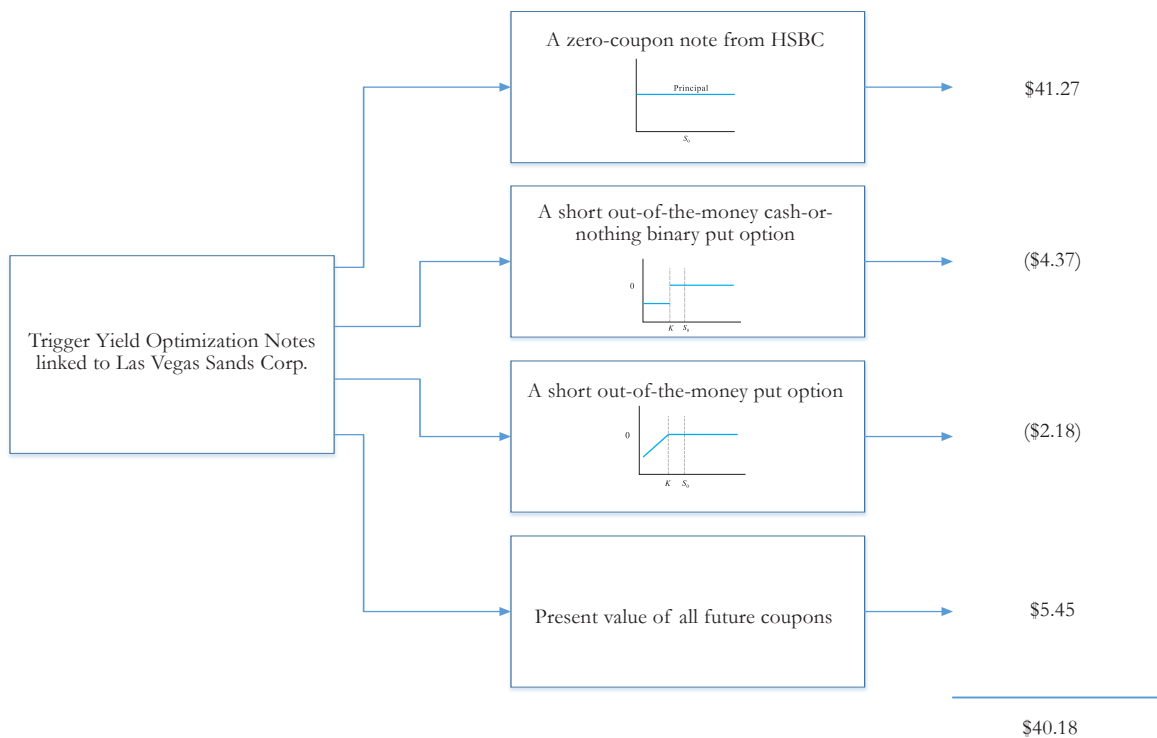 A zero-coupon note from HSBC
Principal
S₀
$41.27
A short out-of-the-money cash-or-
nothing binary put option
0
K
S₀
($4.37)
Trigger Yield Optimization Notes
linked to Las Vegas Sands Corp.
A short out-of-the-money put option
0
K
S₀
($2.18)
Present value of all future coupons
$5.45
$40.18